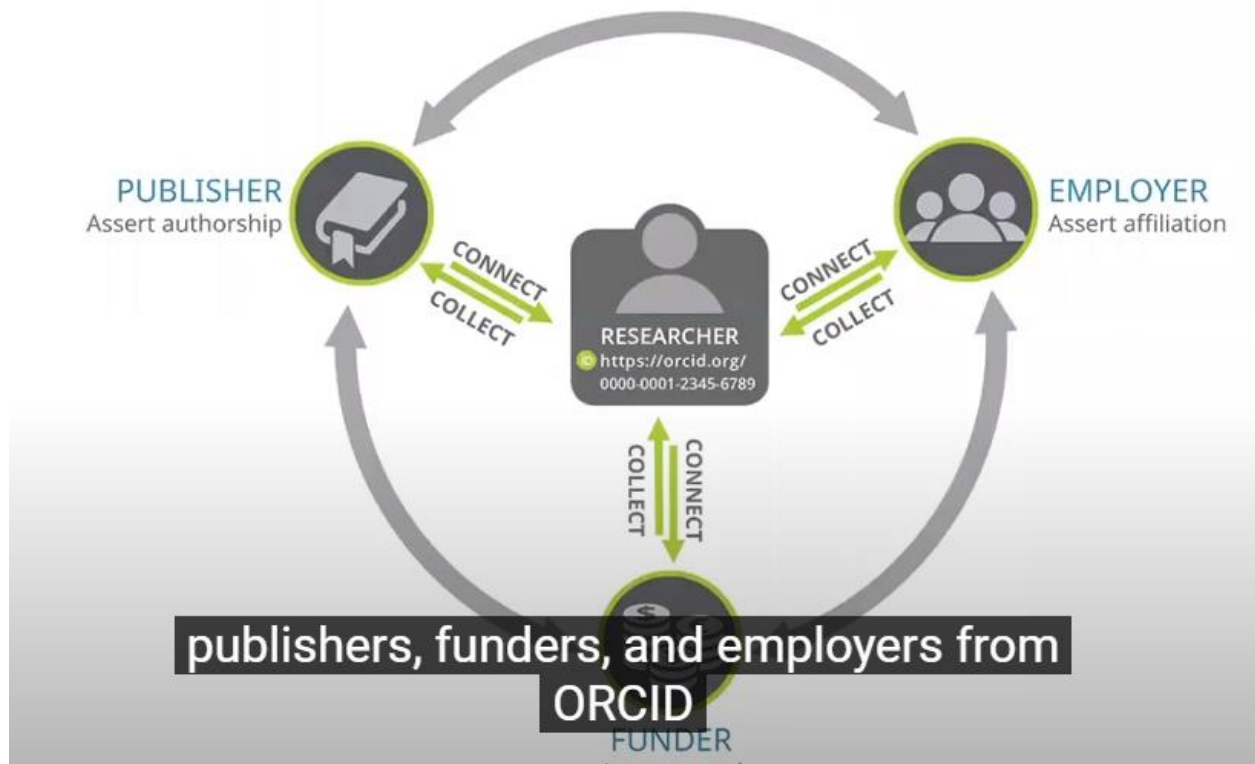 PUBLISHER
Assert authorship
EMPLOYER
Assert affiliation
CONNECT
COLLECT
CONNECT
COLLECT
RESEARCHER
iD https://orcid.org/
0000-0001-2345-6789
COLLECT
CONNECT
$
publishers, funders, and employers from
ORCID
FUNDER